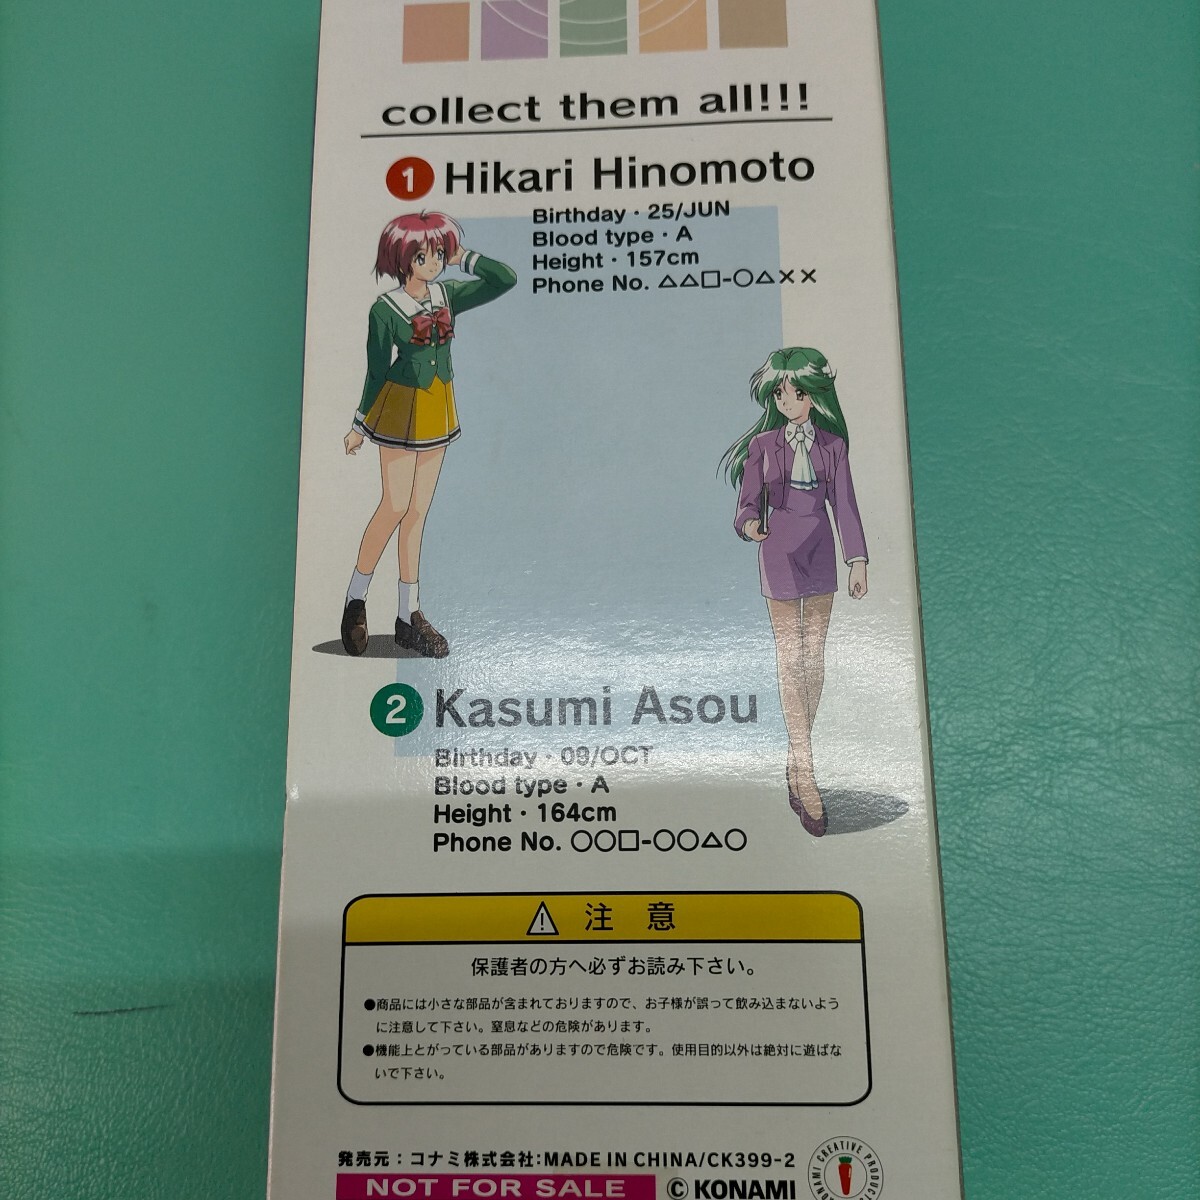 collect them all!!!
1 Hikari Hinomoto
Birthday・25/JUN
Blood type・A
Height・157cm
Phone No. △△□-○△××
2 Kasumi Asou
Birthday・09/OCT
Blood type・A
Height・164cm
Phone No. ○○□-○○△○
注意
保護者の方へ必ずお読み下さい。
●商品には小さな部品が含まれておりますので、お子様が誤って飲み込まないよう
に注意して下さい。窒息などの危険があります。
●機能上とがっている部品がありますので危険です。使用目的以外は絶対に遊ばな
いで下さい。
発売元：コナミ株式会社:MADE IN CHINA/CK399-2
NOT FOR SALE
© KONAMI
KONAMI CREATIVE PRODUC